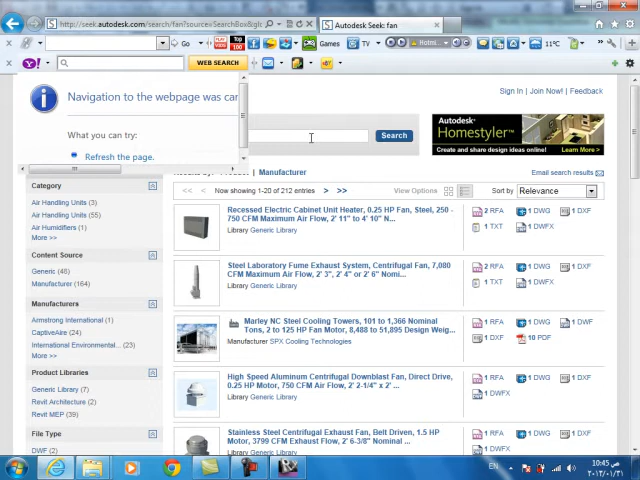 http://seek.autodesk.com/search/fan?source=SearchBox&glc
Autodesk Seek: fan
Go
Top 100
Games
TV
Hotmi...
11°C
Y!
WEB SEARCH
eBY
Navigation to the webpage was can
What you can try:
Refresh the page.
Sign In | Join Now! | Feedback
Search
Autodesk
Homestyler™
Create and share design ideas online!
Learn More >
Manufacturer
Email search results
Category
Air Handling Units (3)
Air Handling Units (55)
Air Humidifiers (1)
More >>
Content Source
Generic (48)
Manufacturer (164)
Manufacturers
Armstrong International (1)
CaptiveAire (24)
International Environmental... (23)
More >>
Product Libraries
Generic Library (7)
Revit Architecture (2)
Revit MEP (39)
File Type
DWF (2)
<< < Now showing 1-20 of 212 entries > >>
View Options
Sort by Relevance
Recessed Electric Cabinet Unit Heater, 0.25 HP Fan, Steel, 250 -
750 CFM Maximum Air Flow, 2' 11" to 4' 10" N...
Library Generic Library
2 RFA 1 DWG 1 DXF
1 TXT 1 DWFX
Steel Laboratory Fume Exhaust System, Centrifugal Fan, 7,080
CFM Maximum Air Flow, 2' 3", 2' 4" or 2' 6" Nomi...
Library Generic Library
2 RFA 1 DWG 1 DXF
1 TXT 1 DWFX
Marley NC Steel Cooling Towers, 101 to 1,366 Nominal
Tons, 2 to 125 HP Fan Motor, 8,488 to 51,895 Design Weig...
Manufacturer SPX Cooling Technologies
1 RFA 1 DWG 1 DWF
1 DXF 10 PDF
High Speed Aluminum Centrifugal Downblast Fan, Direct Drive,
0.25 HP Motor, 750 CFM Air Flow, 2' 2-1/4" x 2' ...
Library Generic Library
1 RFA 1 DWG 1 DXF
1 DWFX
Stainless Steel Centrifugal Exhaust Fan, Belt Driven, 1.5 HP
Motor, 3799 CFM Exhaust Flow, 2' 6-3/8" Nominal ...
Library Generic Library
1 RFA 1 DWG 1 DXF
1 DWFX
EN
10:45 ص
٢٠١٢/٠١/٣١